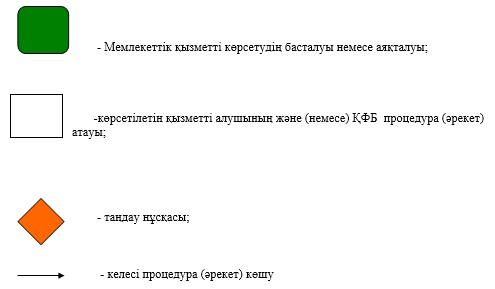 - Мемлекеттік қызметті көрсетудің басталуы немесе аяқталуы;
-көрсетілетін қызметті алушының және (немесе) ҚФБ процедура (әрекет)
атауы;
- таңдау нұсқасы;
- келесі процедура (әрекет) көшу